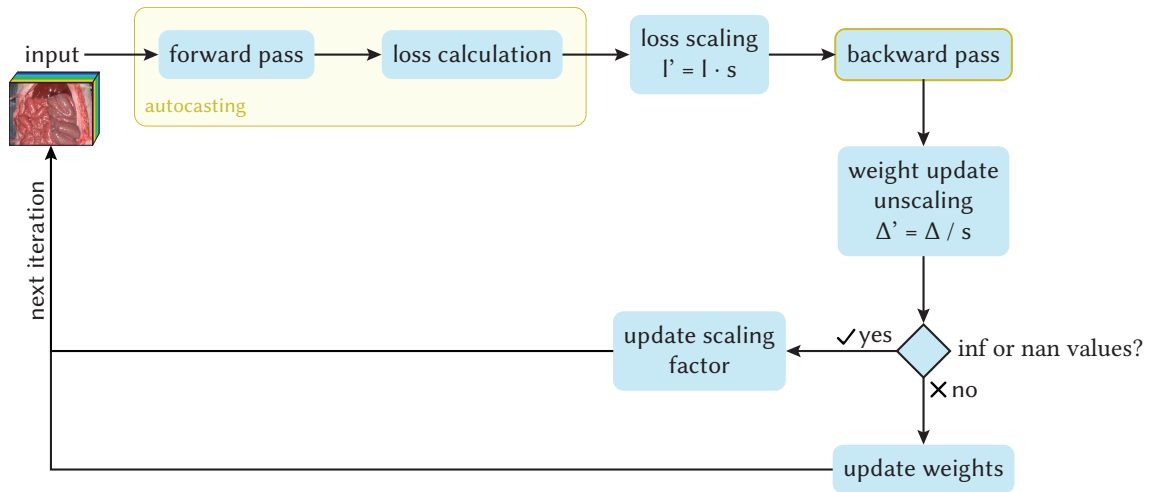 input
forward pass
loss calculation
autocasting
loss scaling
l' = l · s
backward pass
weight update
unscaling
Δ' = Δ / s
next iteration
update scaling
factor
✓yes
inf or nan values?
✕ no
update weights